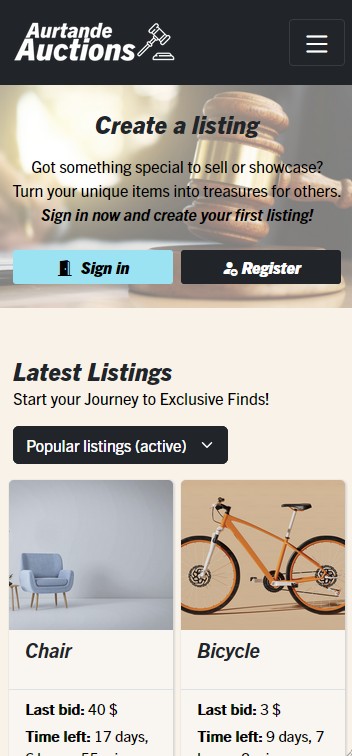 Aurtande
Auctions
Create a listing
Got something special to sell or showcase?
Turn your unique items into treasures for others.
Sign in now and create your first listing!
Sign in
Register
Latest Listings
Start your Journey to Exclusive Finds!
Popular listings (active)
Chair
Bicycle
Last bid: 40 $
Last bid: 3 $
Time left: 17 days,
Time left: 9 days, 7